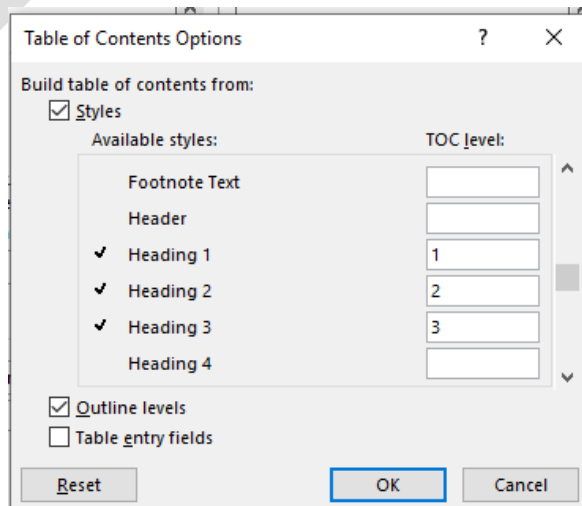 Table of Contents Options ?
Build table of contents from:
Styles
Available styles: TOC level:
Footnote Text
Header
Heading 1 1
Heading 2 2
Heading 3 3
Heading 4
Outline levels
Table entry fields
Reset OK Cancel